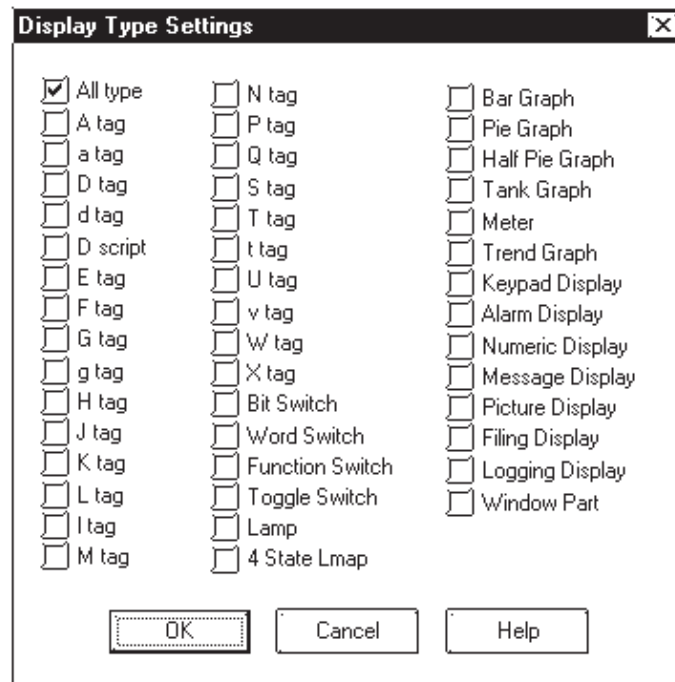 Display Type Settings
All type
A tag
a tag
D tag
d tag
D script
E tag
F tag
G tag
g tag
H tag
J tag
K tag
L tag
l tag
M tag
N tag
P tag
Q tag
S tag
T tag
t tag
U tag
v tag
W tag
X tag
Bit Switch
Word Switch
Function Switch
Toggle Switch
Lamp
4 State Lmap
Bar Graph
Pie Graph
Half Pie Graph
Tank Graph
Meter
Trend Graph
Keypad Display
Alarm Display
Numeric Display
Message Display
Picture Display
Filing Display
Logging Display
Window Part
OK
Cancel
Help